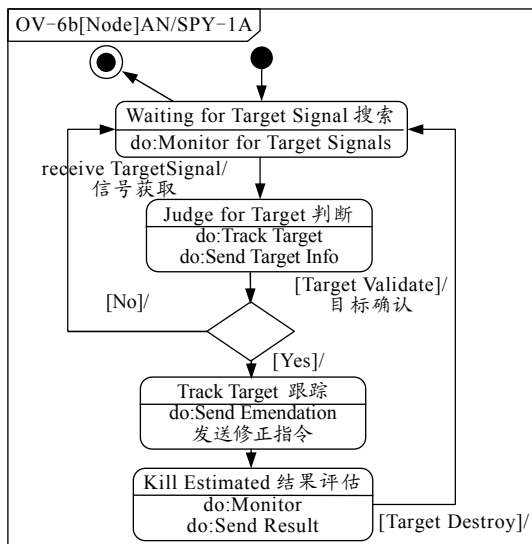 OV-6b[Node]AN/SPY-1A
Waiting for Target Signal 搜索
do:Monitor for Target Signals
receive TargetSignal/
信号获取
Judge for Target 判断
do:Track Target
do:Send Target Info
[Target Validate]/
目标确认
[No]/
[Yes]/
Track Target 跟踪
do:Send Emendation
发送修正指令
Kill Estimated 结果评估
do:Monitor
do:Send Result
[Target Destroy]/